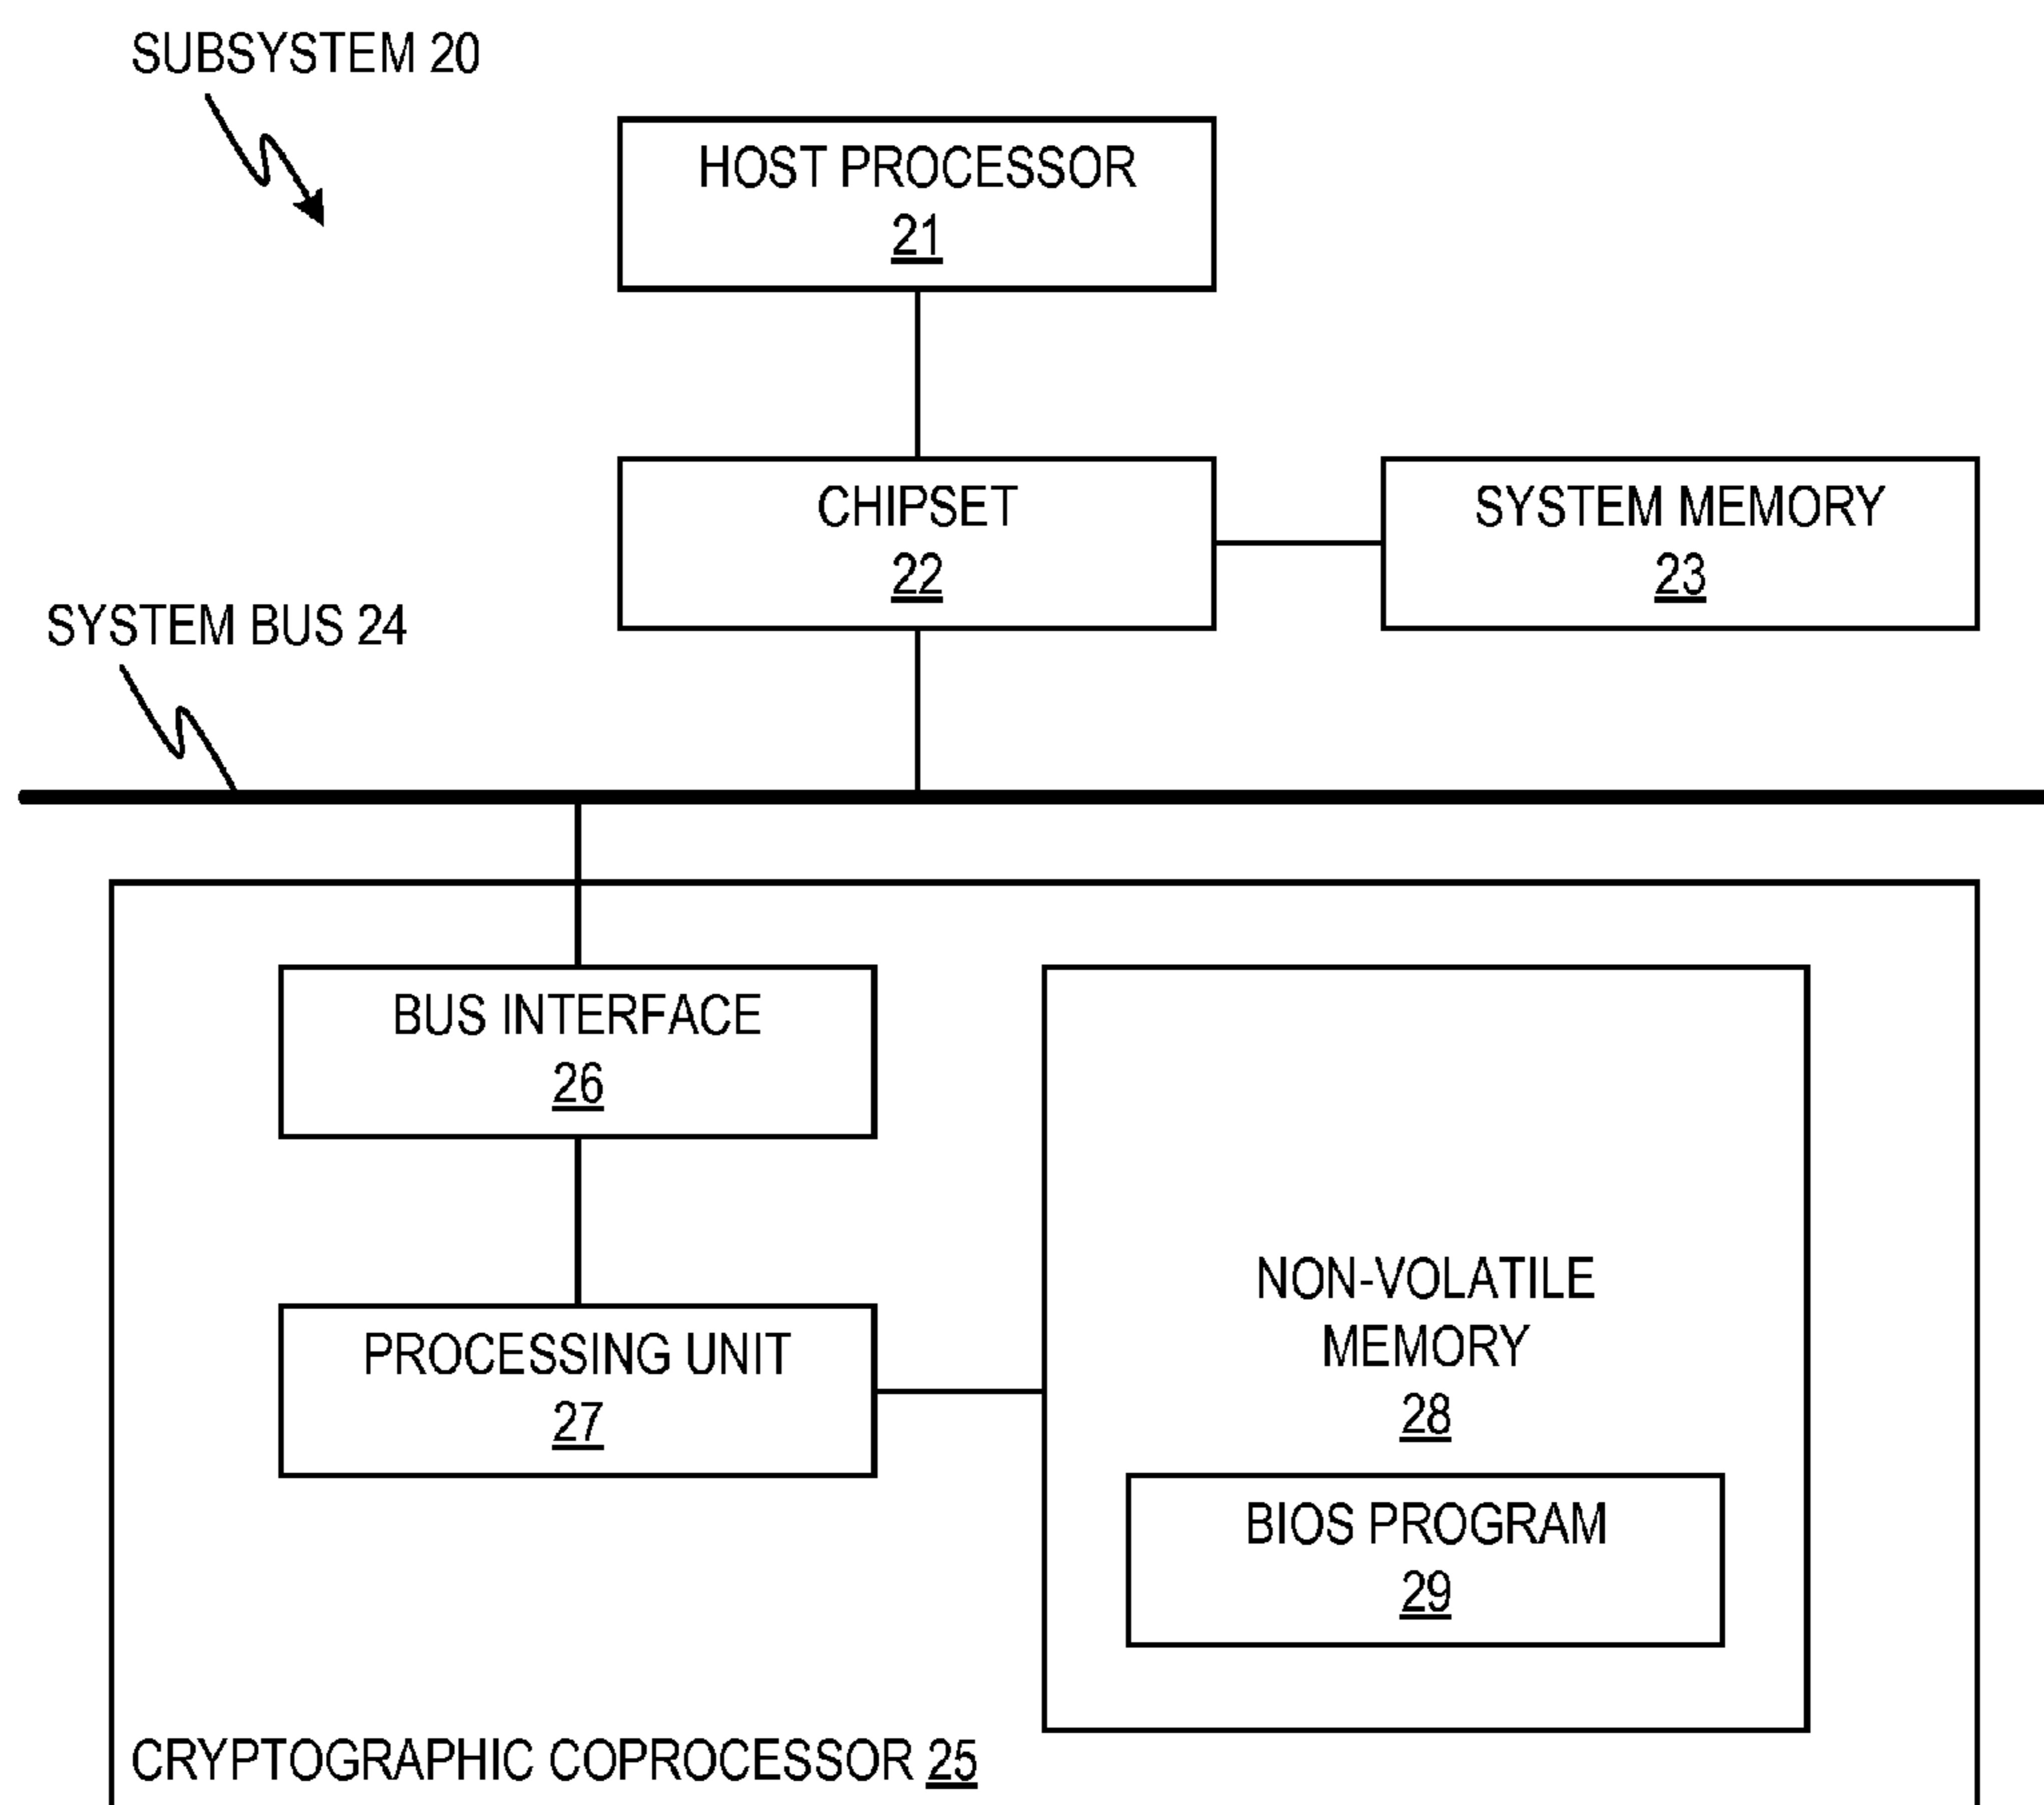 SUBSYSTEM 20
HOST PROCESSOR
21
CHIPSET
22
SYSTEM MEMORY
23
SYSTEM BUS 24
BUS INTERFACE
26
PROCESSING UNIT
27
NON-VOLATILE
MEMORY
28
BIOS PROGRAM
29
CRYPTOGRAPHIC COPROCESSOR 25